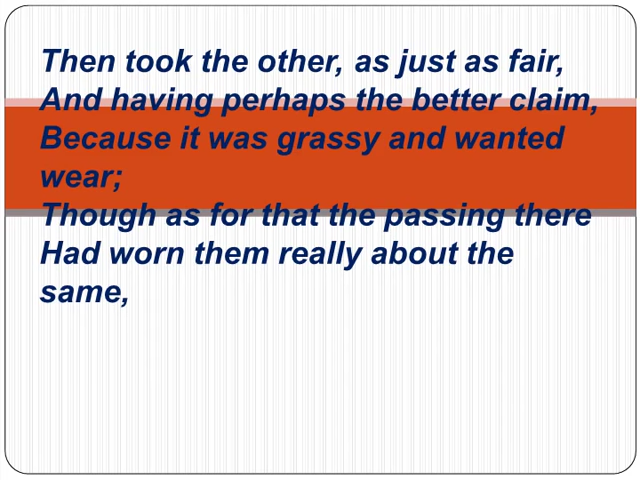 Then took the other, as just as fair,
And having perhaps the better claim,
Because it was grassy and wanted
wear;
Though as for that the passing there
Had worn them really about the
same,